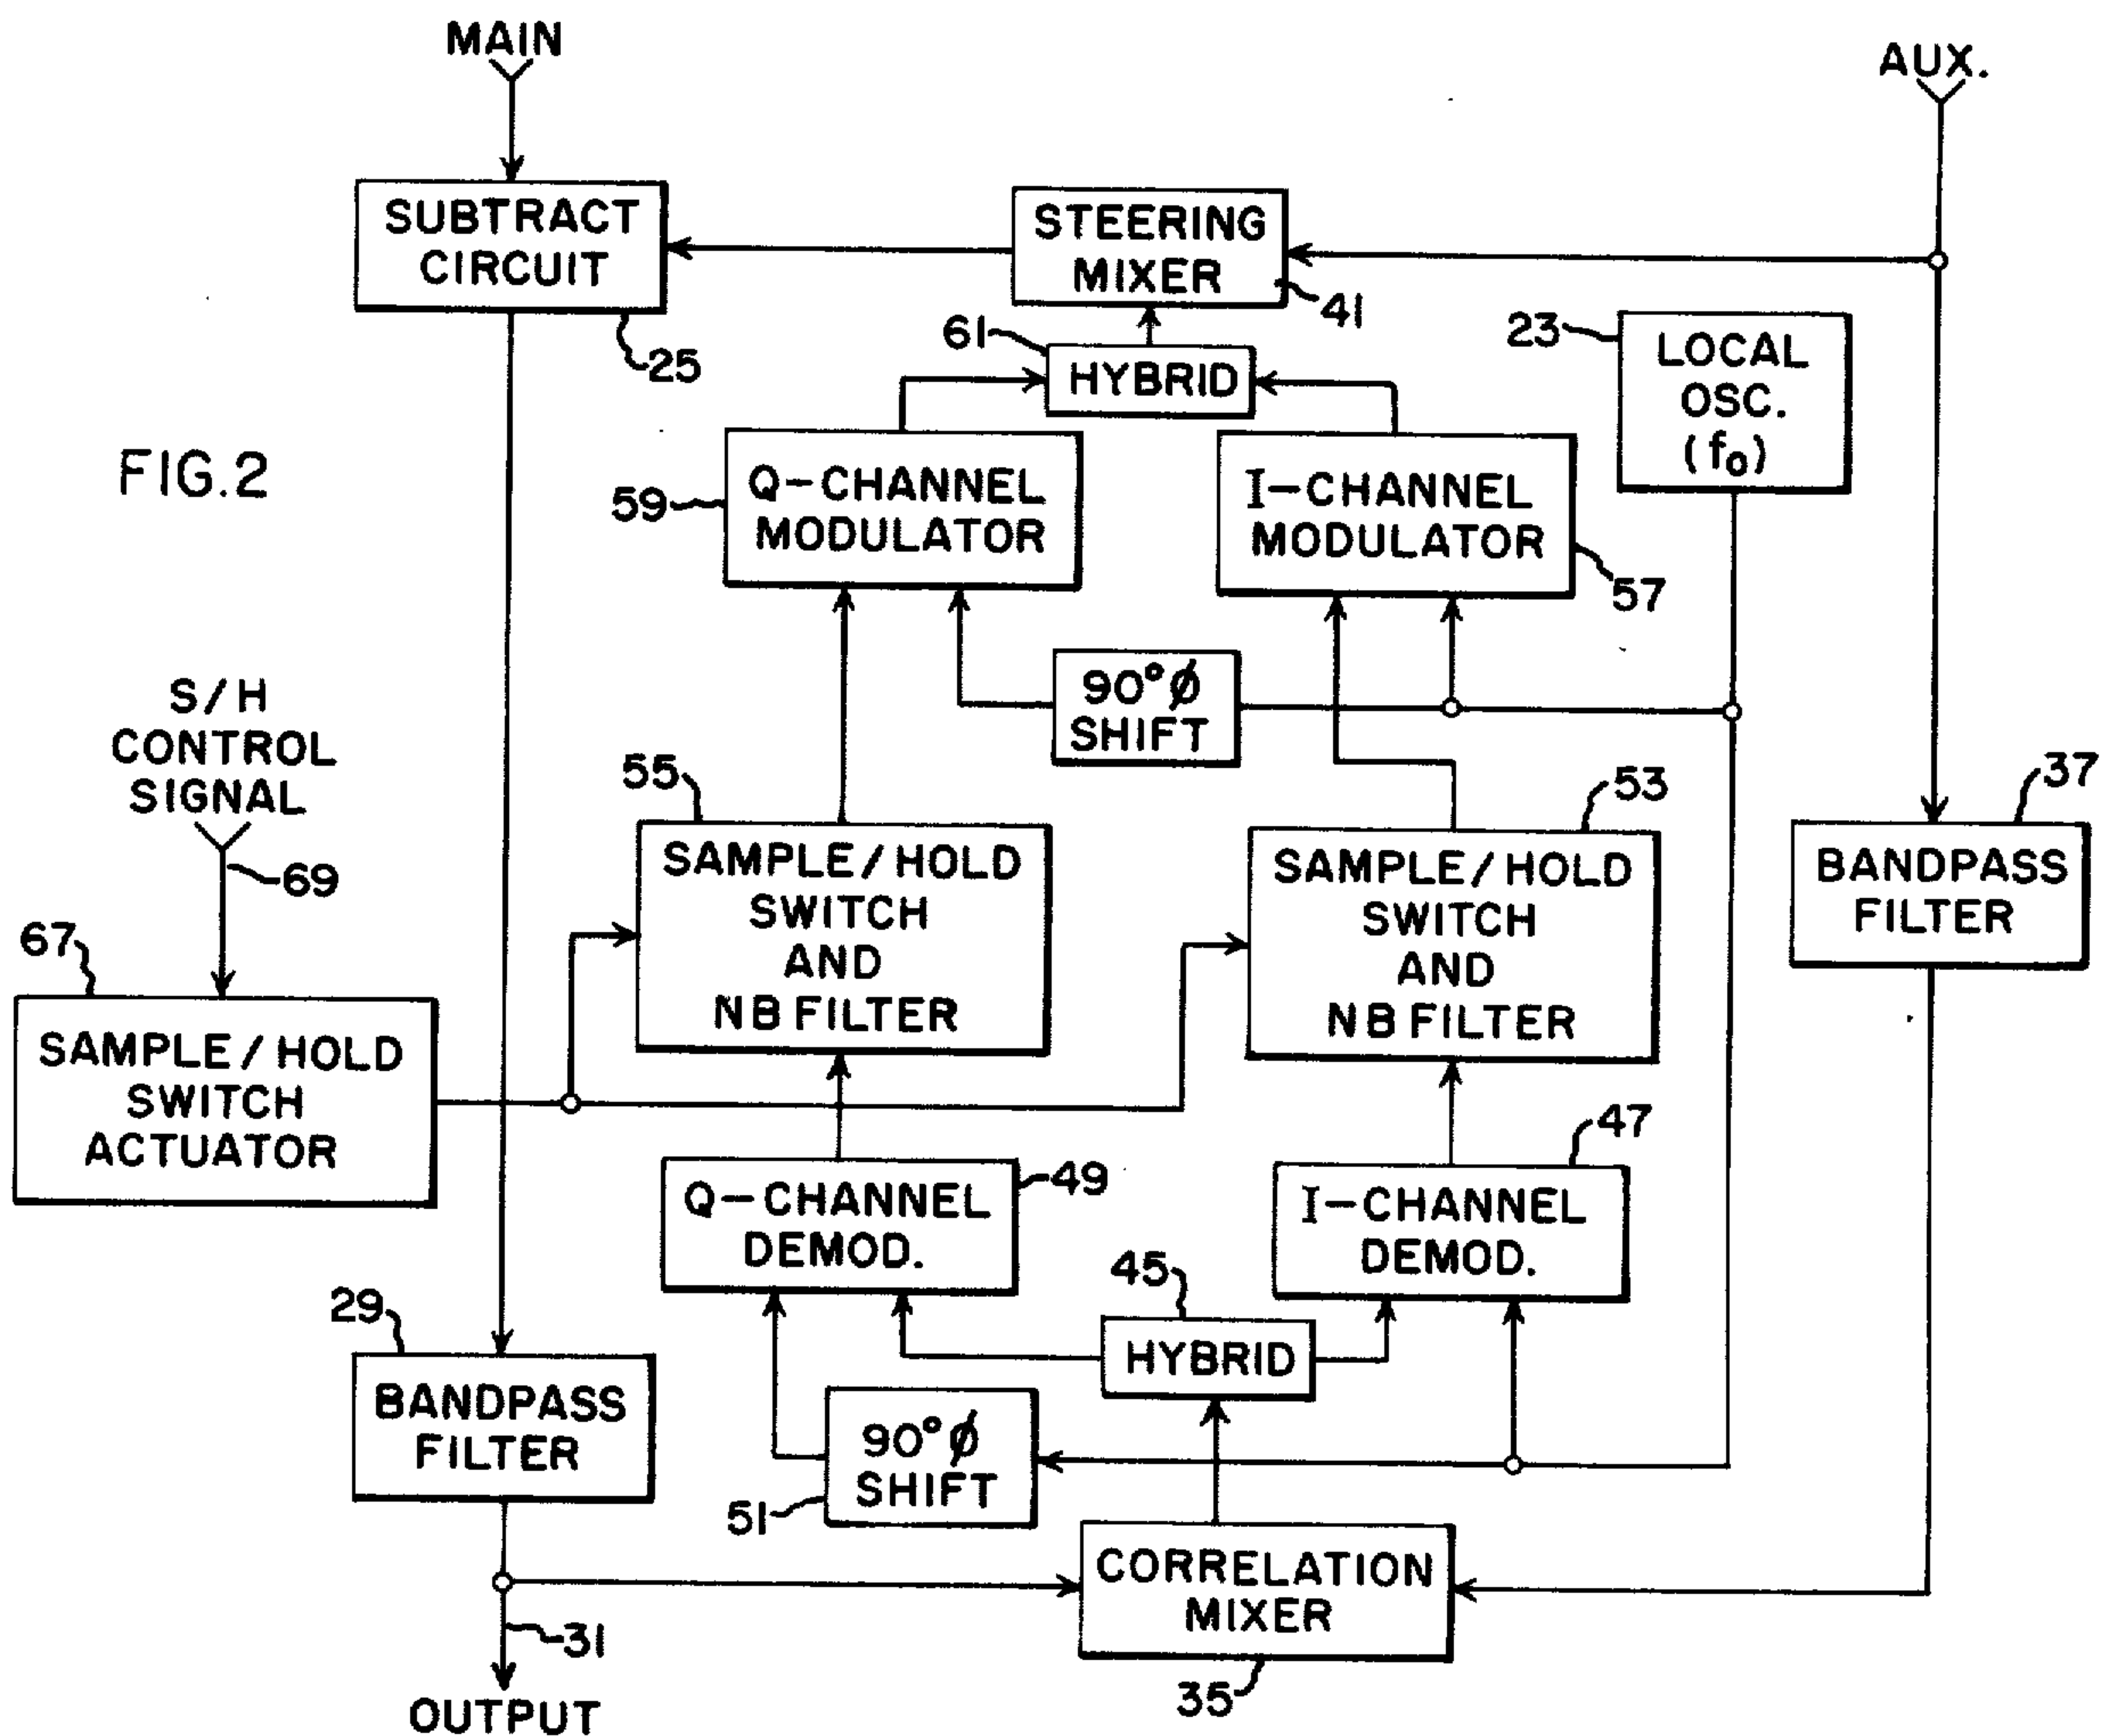 MAIN
AUX.
SUBTRACT
CIRCUIT
25
STEERING
MIXER
41
61
HYBRID
23
LOCAL
OSC.
(fo)
FIG.2
59
Q-CHANNEL
MODULATOR
I-CHANNEL
MODULATOR
57
S/H
CONTROL
SIGNAL
69
90°ϕ
SHIFT
55
SAMPLE/HOLD
SWITCH
AND
NB FILTER
53
SAMPLE/HOLD
SWITCH
AND
NB FILTER
37
BANDPASS
FILTER
67
SAMPLE/HOLD
SWITCH
ACTUATOR
49
Q-CHANNEL
DEMOD.
47
I-CHANNEL
DEMOD.
45
HYBRID
29
BANDPASS
FILTER
90°ϕ
SHIFT
51
CORRELATION
MIXER
35
31
OUTPUT